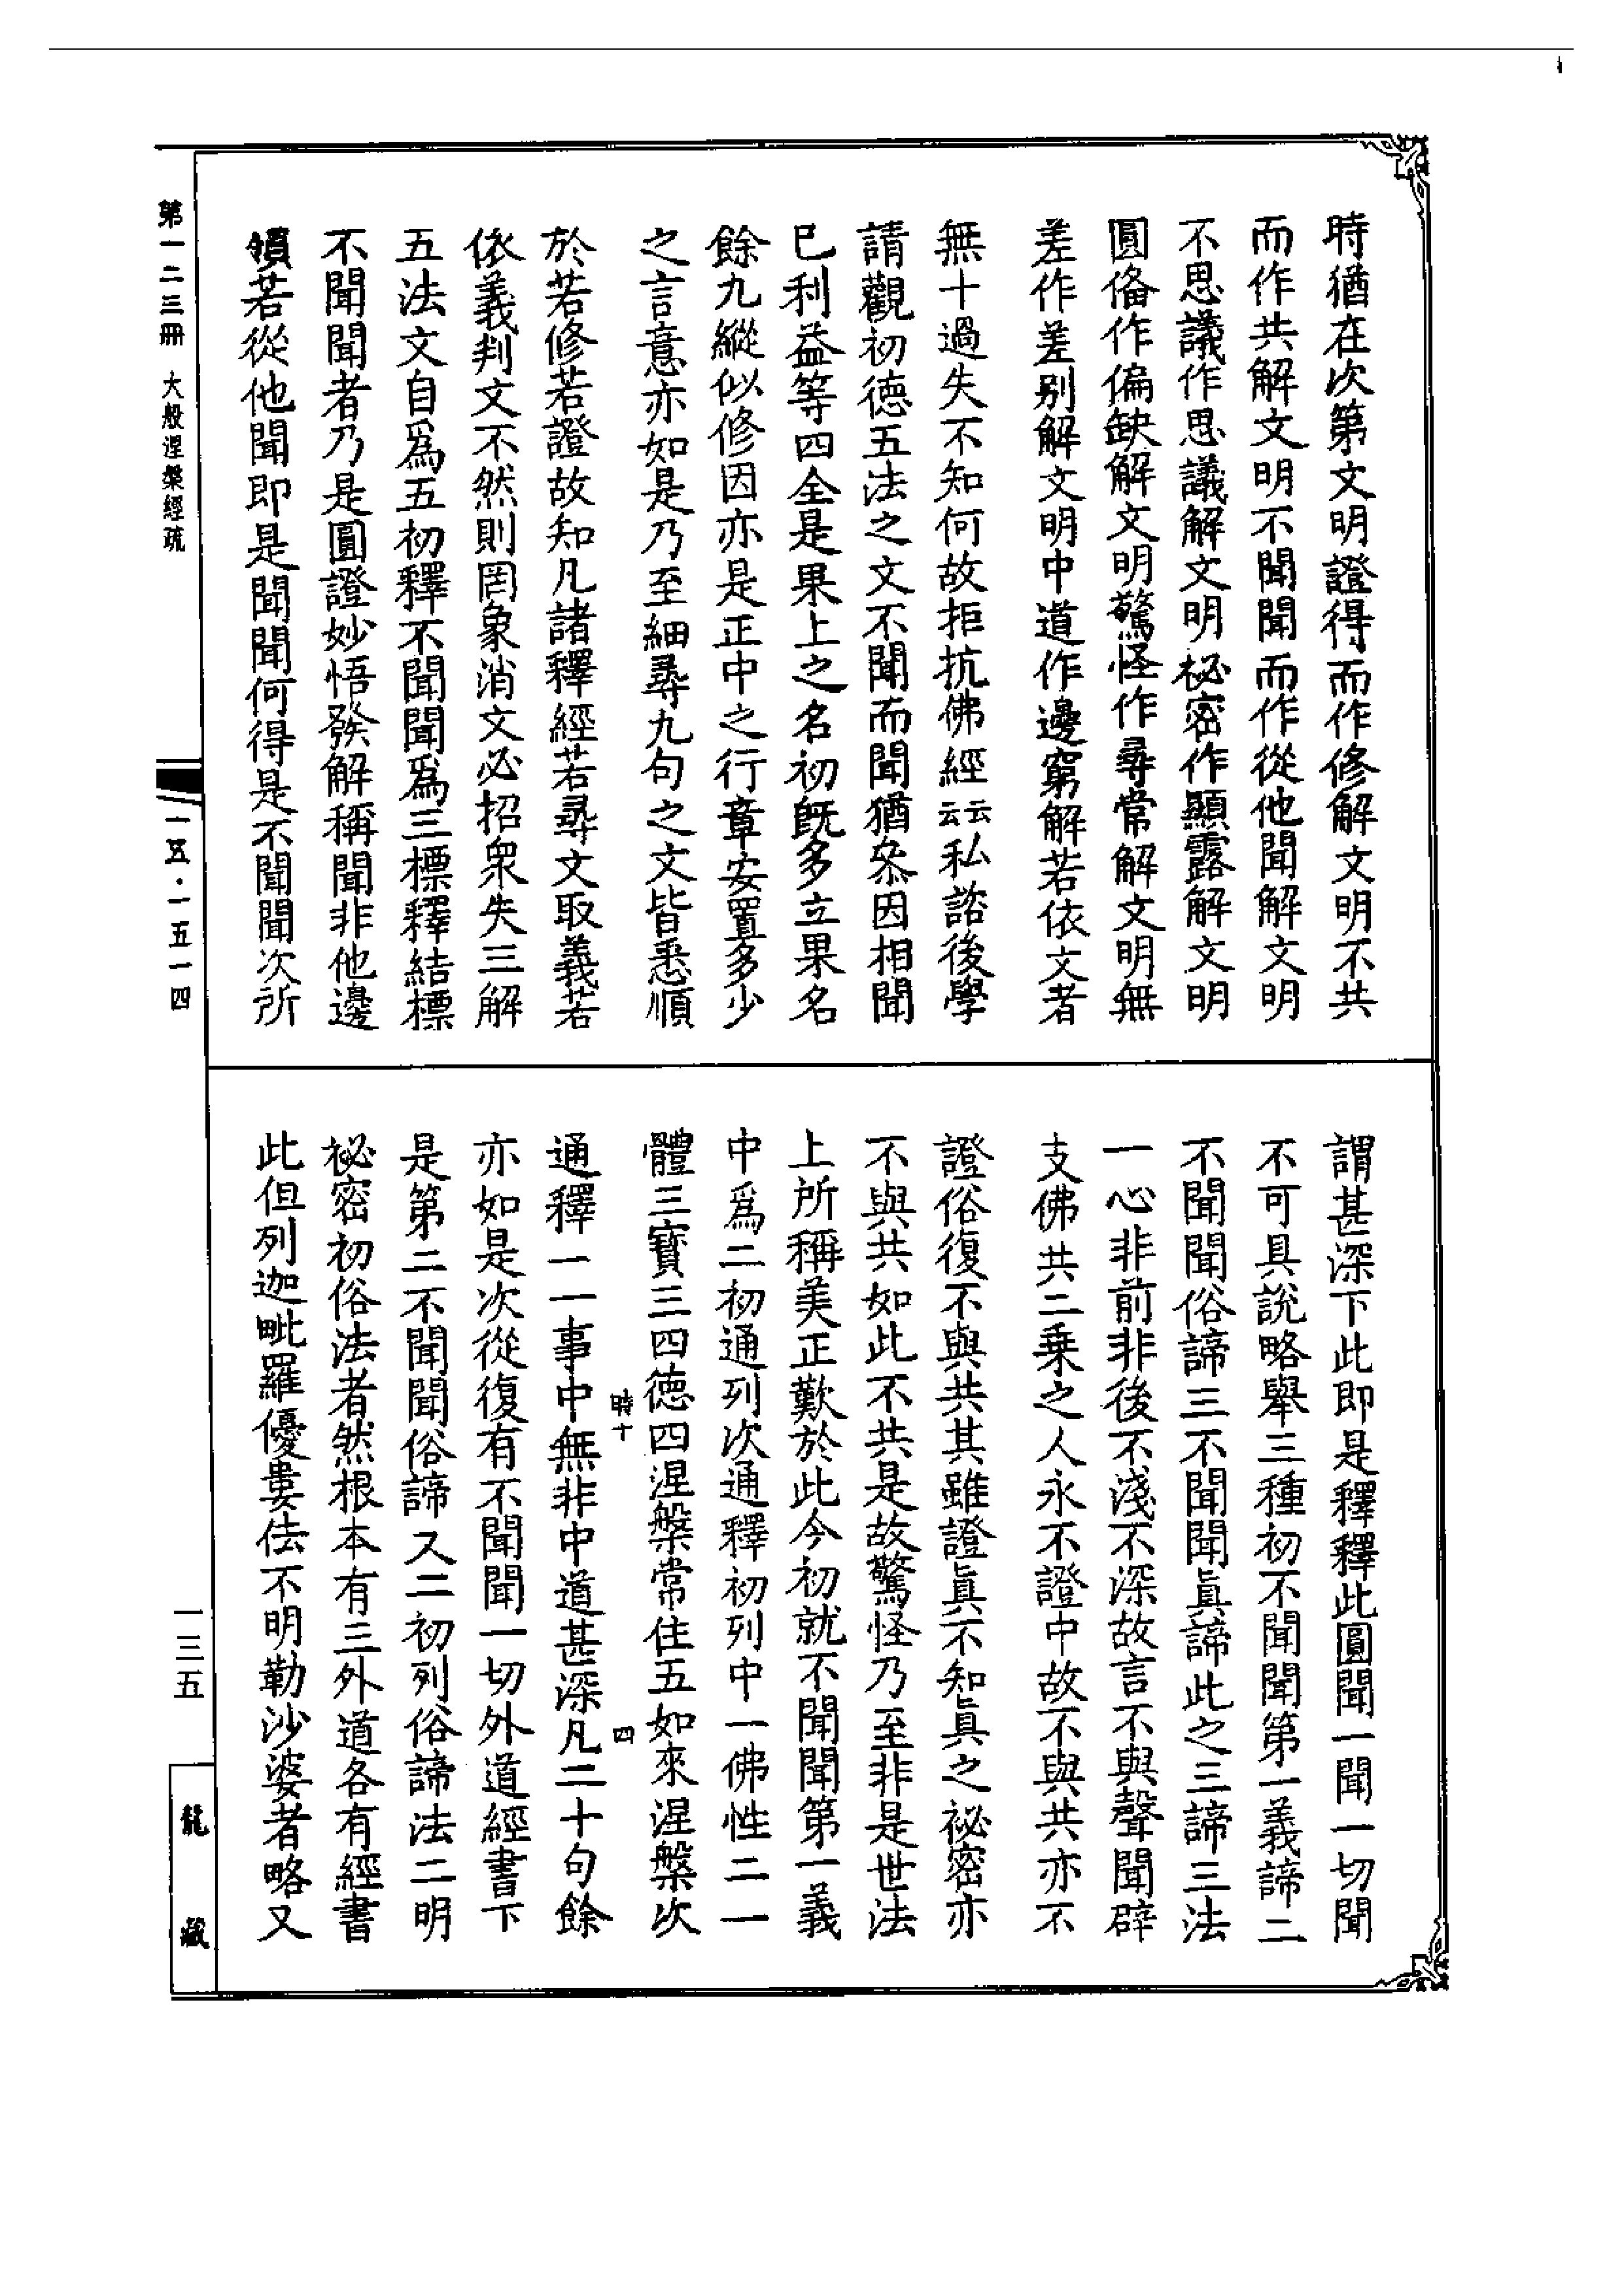 時猶在次第文明證得而作修解文明不共
而作共解文明不聞聞而作從他聞解文明
不思議作思議解文明祕密作顯露解文明
圓俻作偏缺解文明驚怪作尋常解文明無
差作差别解文明中道作邊窮解若依文者
無十過失不知何故拒抗佛經云云私諮後學
請觀初德五法之文不聞而聞猶叅因相聞
巳利益等四全是果上之名初旣多立果名
餘九縱似修因亦是正中之行章安置多少
之言意亦如是乃至細尋九句之文皆悉順
於若修若證故知凡諸釋經若尋文取義若
依義判文不然則罔象消文必招衆失三解
五法文自爲五初釋不聞聞爲三標釋結標
不聞聞者乃是圓證妙悟發解稱聞非他邊
損若從他聞即是聞聞何得是不聞聞次所
謂甚深下此即是釋釋此圓聞一聞一切聞
不可具說略舉三種初不聞聞第一義諦二
不聞聞俗諦三不聞聞眞諦此之三諦三法
一心非前非後不淺不深故言不與聲聞辟
支佛共二乗之人永不證中故不與共亦不
證俗復不與共其雖證眞不知眞之祕密亦
不與共如此不共是故驚怪乃至非是世法
上所稱美正歎於此今初就不聞聞第一義
中爲二初通列次通釋初列中一佛性二一
體三寳三四德四涅槃常住五如來涅槃次
通釋一一事中無非中道甚深凡二十句餘
亦如是次從復有不聞聞一切外道經書下
是第二不聞聞俗諦又二初列俗諦法二明
祕密初俗法者然根本有三外道各有經書
此但列迦毗羅優婁佉不明勒沙婆者略又
時十
四
第一二三冊 大般涅槃經疏
一五·一五一四
一三五
龍藏